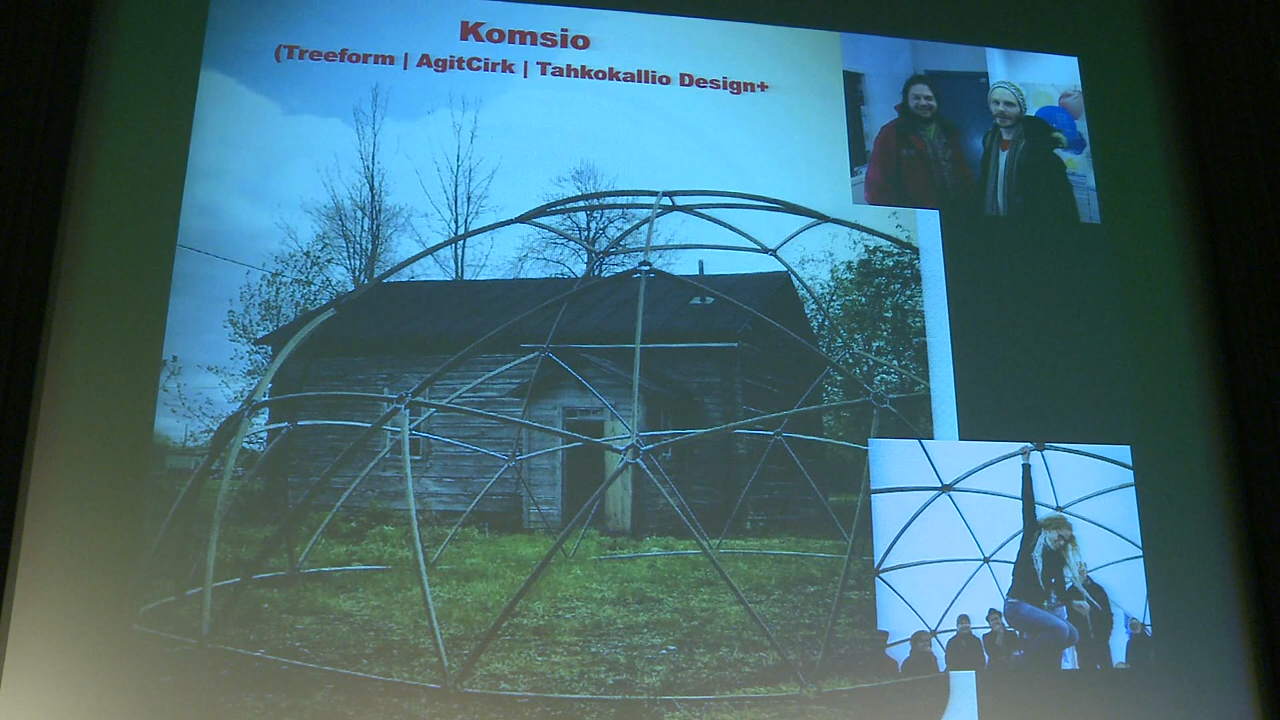 Komsio
(Treeform | AgitCirk | Tahkokallio Design+